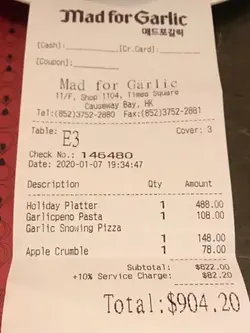 Mad for Garlic
매드포갈릭
(Cash):__________ (Cr.Card):__________
(Coupon):__________
Mad for Garlic
11/F, Shop 1104, Times Square
Causeway Bay, HK
Tel:(852)3752-2880 Fax:(852)3752-2881
Table: E3 Cover: 3
Check No.: 146480
Date: 2020-01-07 19:34:47
Description Qty Amount
Holiday Platter 1 488.00
Garlicpeno Pasta 1 108.00
Garlic Snowing Pizza
1 148.00
Apple Crumble 1 78.00
Subtotal: $822.00
+10% Service Charge: $82.20
Total:$904.20